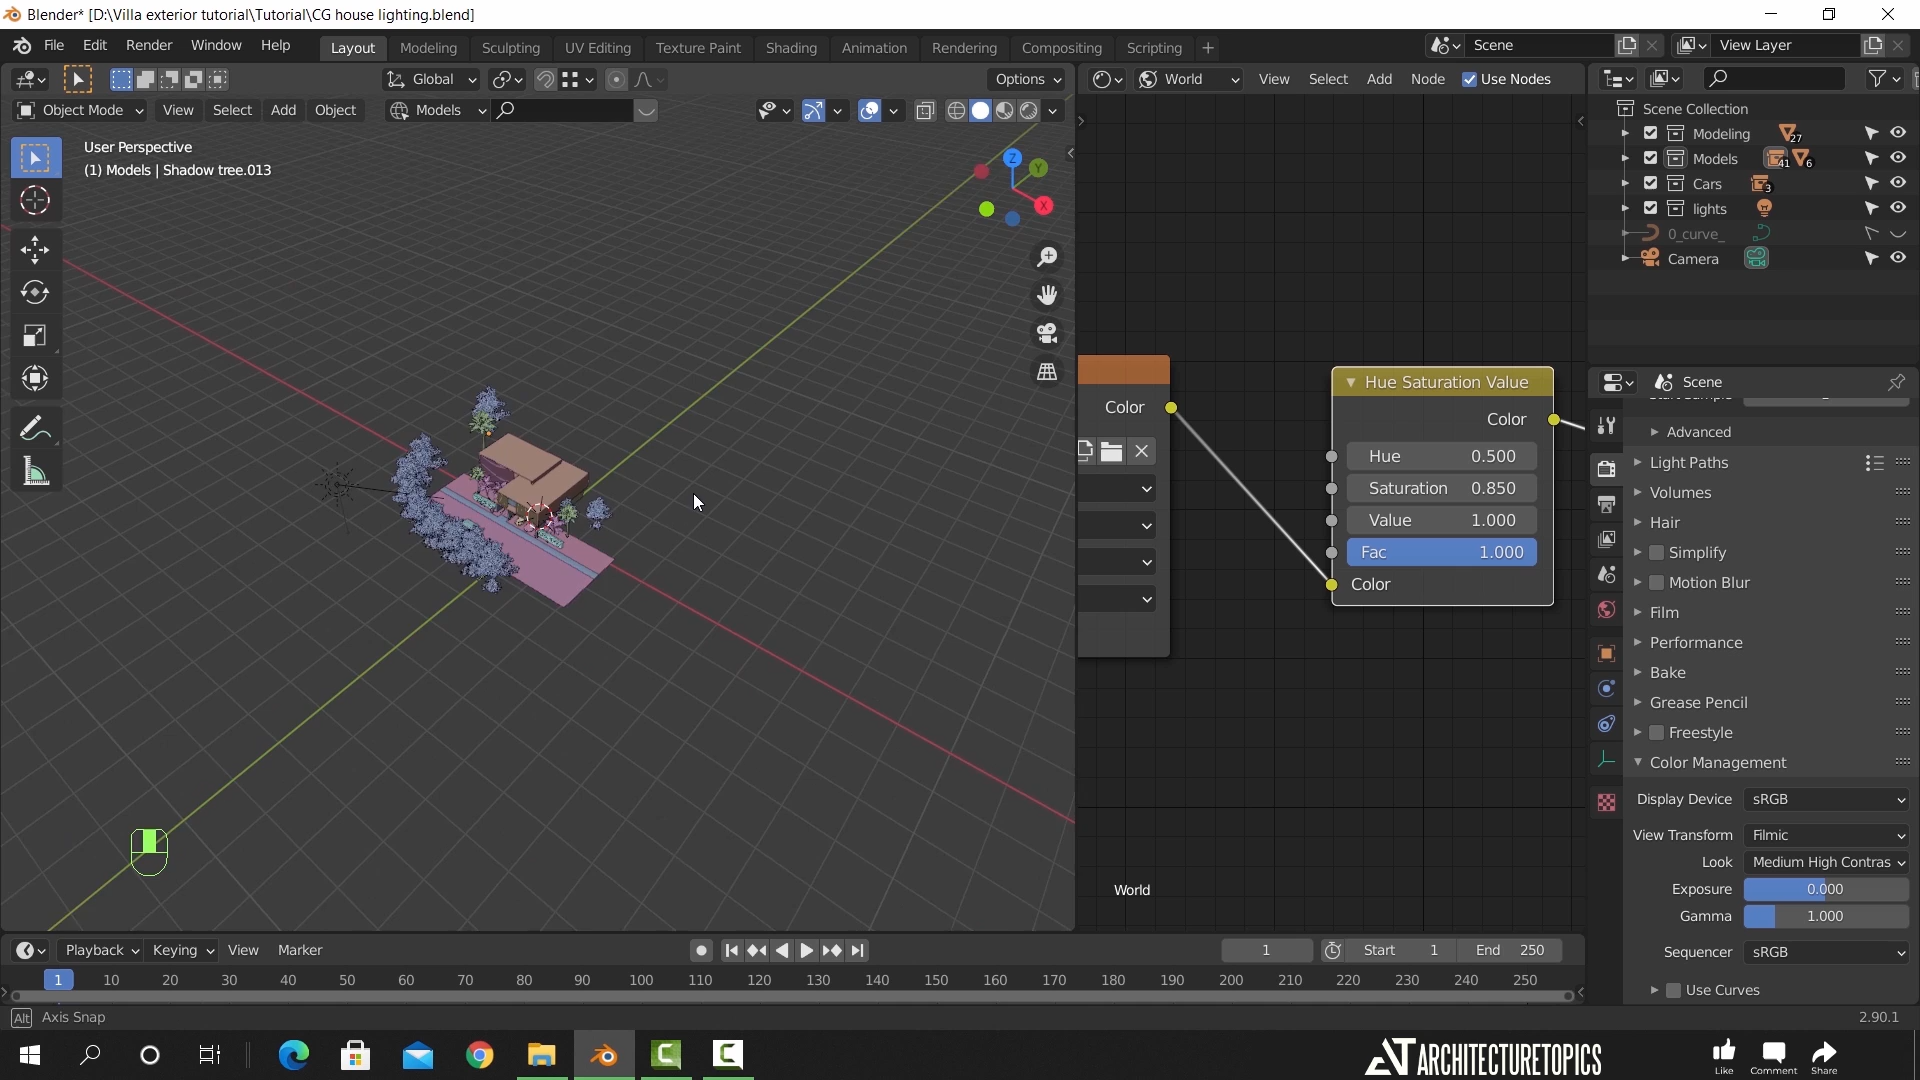 Blender* [D:\Villa exterior tutorial\Tutorial\CG house lighting.blend]
File Edit Render Window Help Layout Modeling Sculpting UV Editing Texture Paint Shading Animation Rendering Compositing Scripting + Scene View Layer
Global Options World View Select Add Node Use Nodes
Object Mode View Select Add Object Models
User Perspective
(1) Models | Shadow tree.013
Z
Y
X
Scene Collection
Modeling 27
Models 41 6
Cars 3
lights
0_curve_
Camera
Scene
Advanced
Light Paths
Volumes
Hair
Simplify
Motion Blur
Film
Performance
Bake
Grease Pencil
Freestyle
Color Management
Display Device sRGB
View Transform Filmic
Look Medium High Contras
Exposure 0.000
Gamma 1.000
Sequencer sRGB
Use Curves
Color
Hue Saturation Value
Color
Hue 0.500
Saturation 0.850
Value 1.000
Fac 1.000
Color
World
Playback Keying View Marker 1 Start 1 End 250
1 10 20 30 40 50 60 70 80 90 100 110 120 130 140 150 160 170 180 190 200 210 220 230 240 250
Alt Axis Snap 2.90.1
ARCHITECTURETOPICS
Like Comment Share